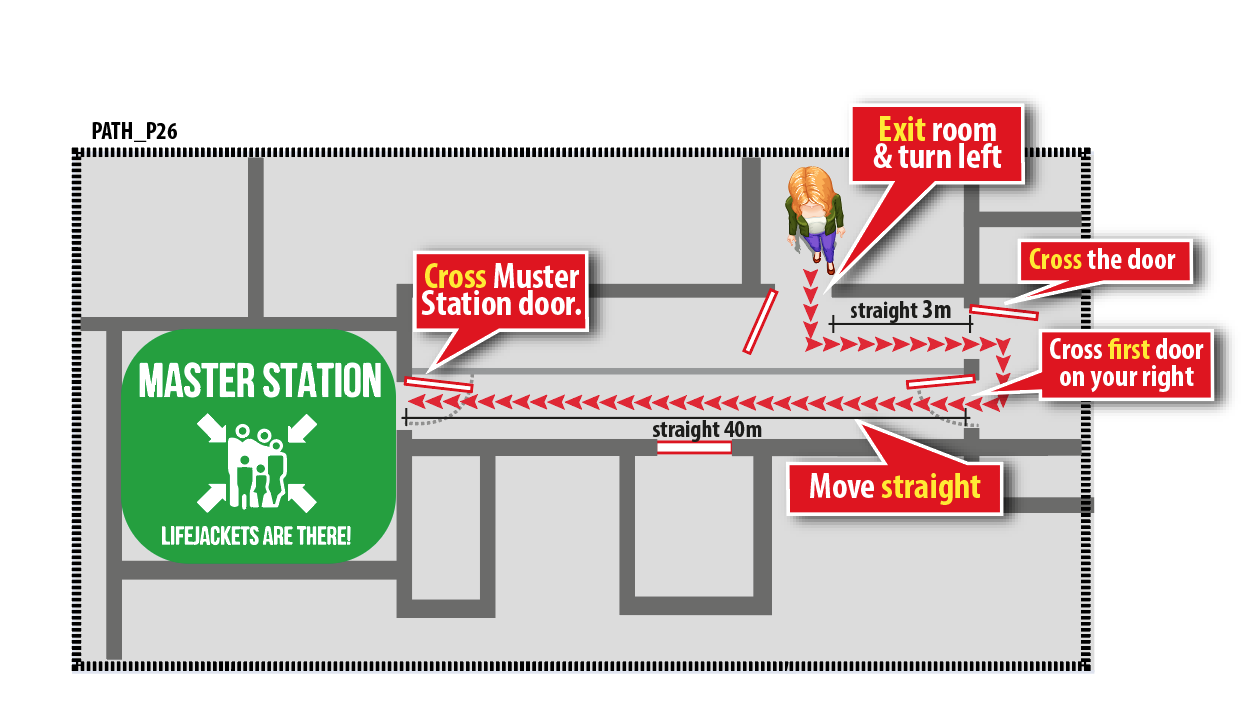 PATH_P26
Exit room
& turn left
Cross Muster
Station door.
Cross the door
straight 3m
Cross first door
on your right
MASTER STATION
straight 40m
Move straight
LIFEJACKETS ARE THERE!